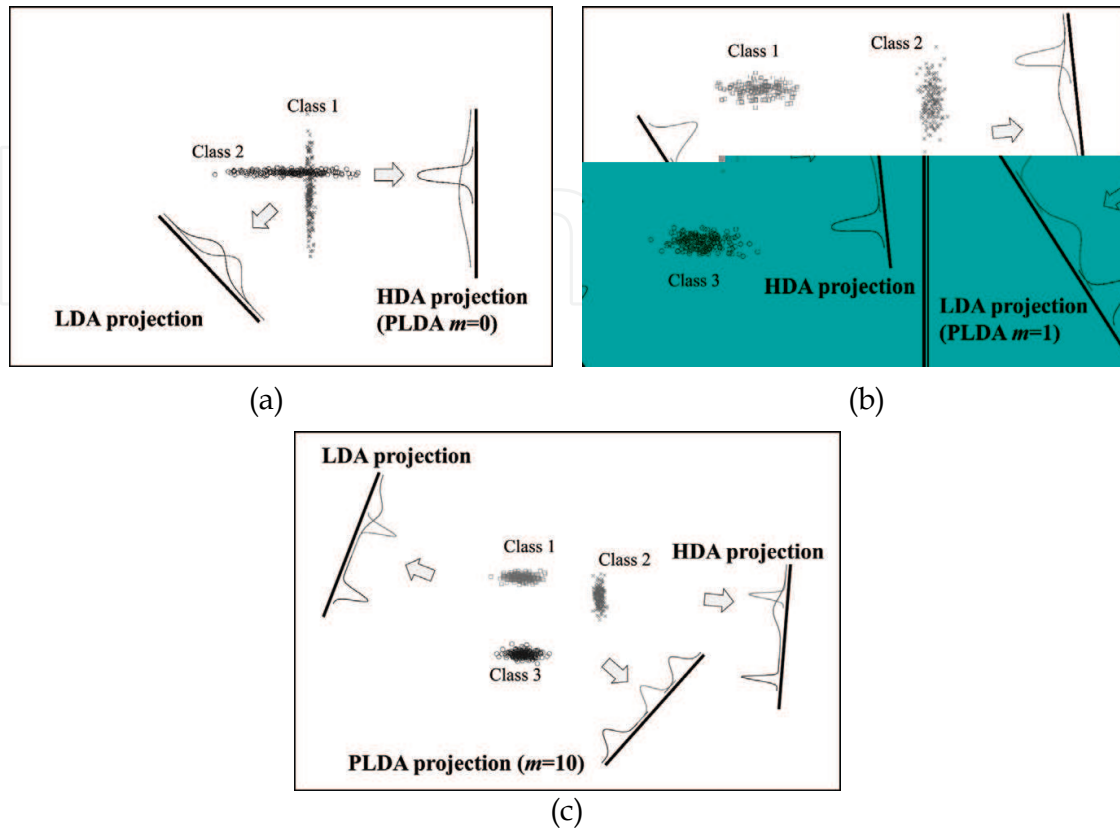 Class 1
Class 2
LDA projection
HDA projection
(PLDA m=0)
(a)
Class 1
Class 2
Class 3
HDA projection
LDA projection
(PLDA m=1)
(b)
LDA projection
Class 1
Class 2
HDA projection
Class 3
PLDA projection (m=10)
(c)